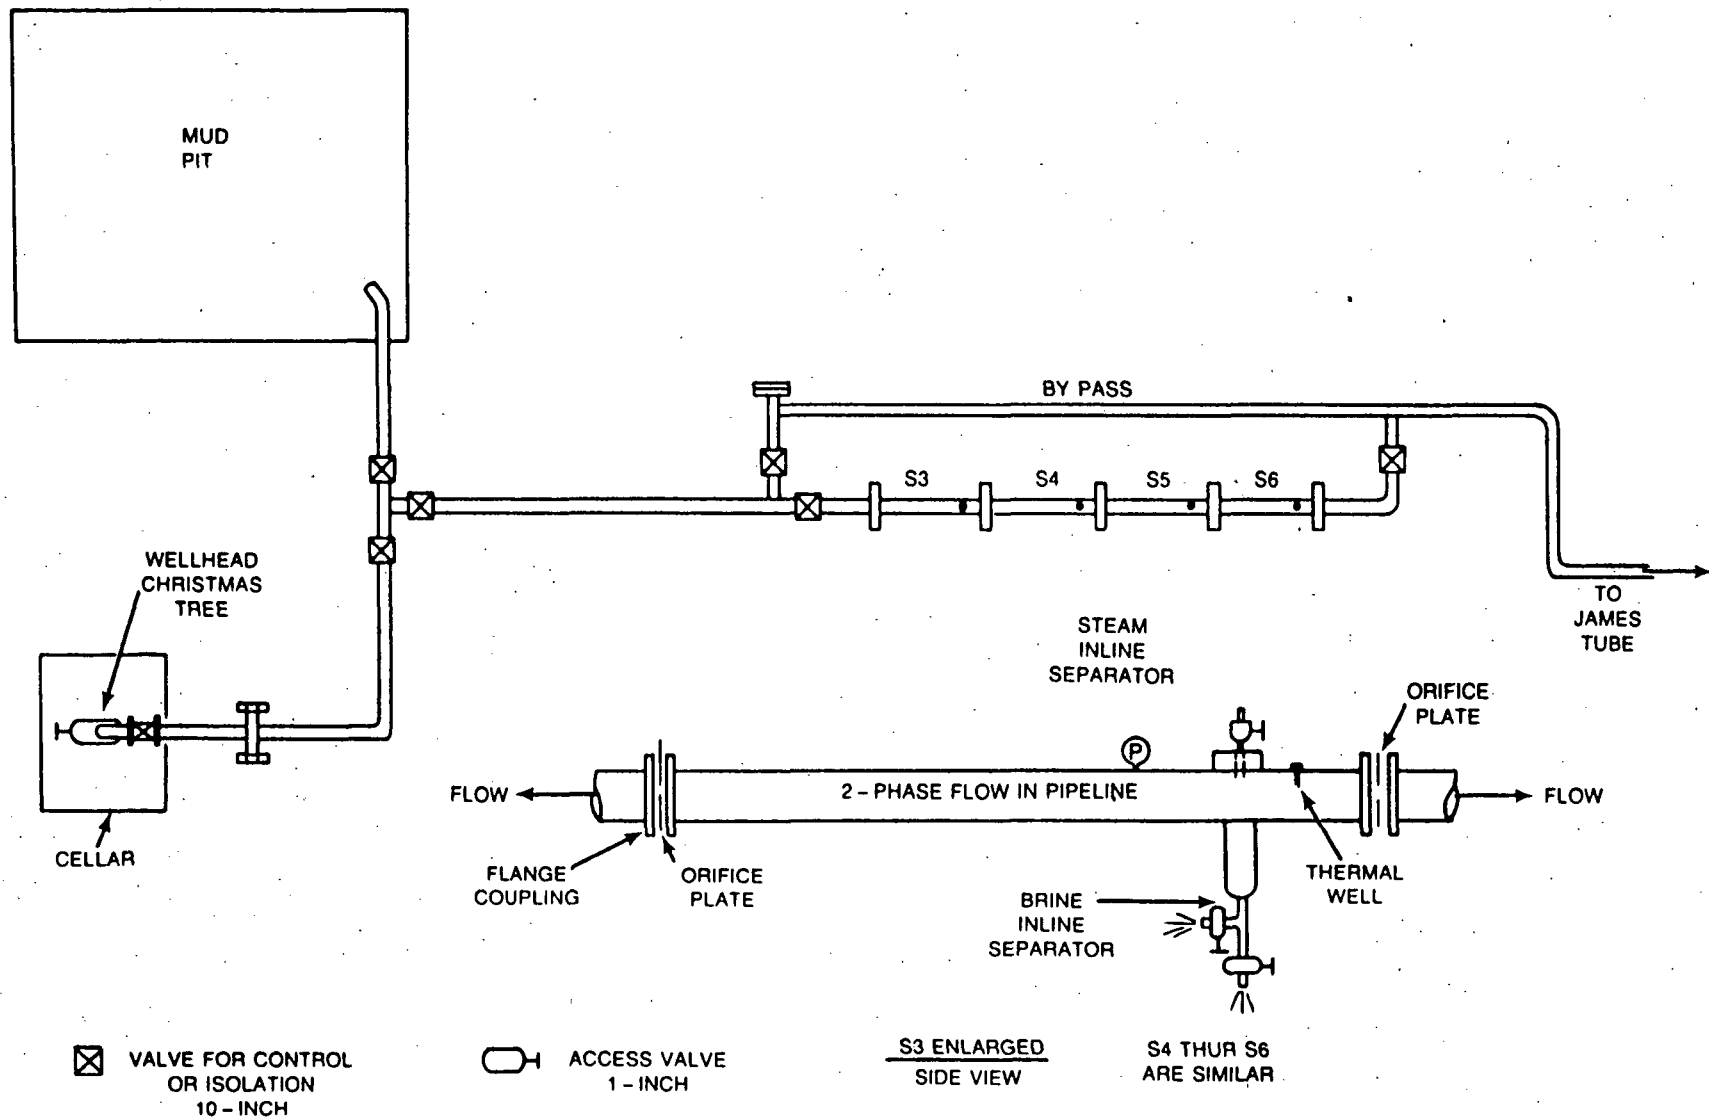 MUD
PIT
BY PASS
S3
S4
S5
S6
WELLHEAD
CHRISTMAS
TREE
TO
JAMES
TUBE
STEAM
INLINE
SEPARATOR
ORIFICE
PLATE
P
FLOW
2 - PHASE FLOW IN PIPELINE
FLOW
CELLAR
FLANGE
COUPLING
ORIFICE
PLATE
THERMAL
WELL
BRINE
INLINE
SEPARATOR
VALVE FOR CONTROL
OR ISOLATION
10 - INCH
ACCESS VALVE
1 - INCH
S3 ENLARGED
SIDE VIEW
S4 THUR S6
ARE SIMILAR